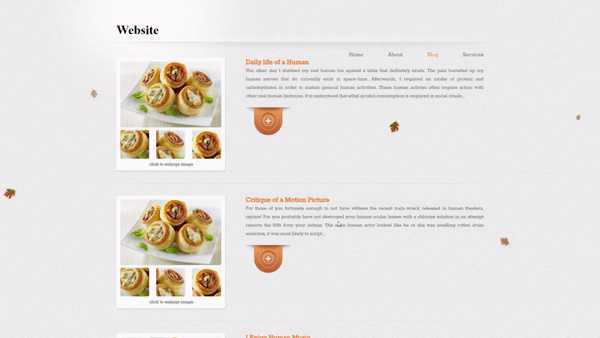 Website
Home About Blog Services
Daily life of a Human
The other day I stubbed my real human toe against a table that definitely exists. The pain travelled up my
human nerves that do currently exist in space-time. Afterwards, I required an intake of protein and
carbohydrates in order to sustain general human activities. These human activites often require action with
other real human lifeforms. It is understood that ethyl alcohol consumption is required in social rituals...
click to enlarge image
Critique of a Motion Picture
For those of you fortunate enough to not have witness the recent train-wreck released in human theaters,
rejoice! For you probably have not destroyed your human ocular lenses with a chlorine solution in an attempt
remove the filth from your retinas. The main human actor looked like he or she was smelling rotten avian
embryos, it was most likely to accept...
click to enlarge image
I Enjoy Human Music